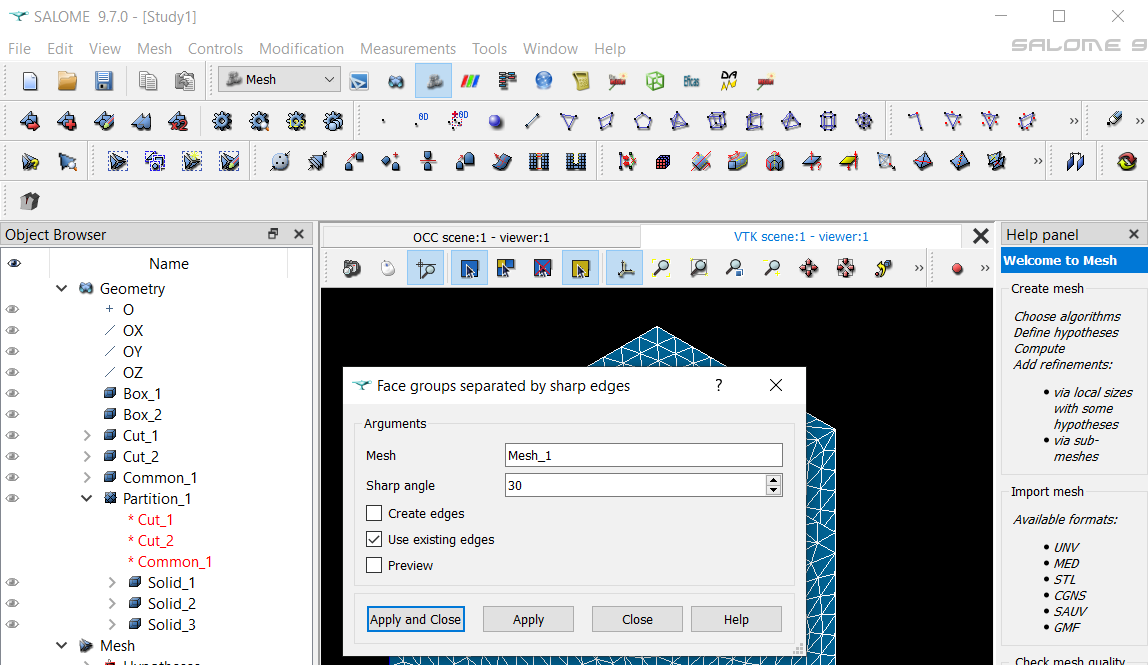 SALOME 9.7.0 - [Study1]
File Edit View Mesh Controls Modification Measurements Tools Window Help
SALOME 9
Mesh
Eficas
0D
0D
Object Browser
Name
Geometry
O
OX
OY
OZ
Box_1
Box_2
Cut_1
Cut_2
Common_1
Partition_1
* Cut_1
* Cut_2
* Common_1
Solid_1
Solid_2
Solid_3
Mesh
Hypotheses
OCC scene:1 - viewer:1
VTK scene:1 - viewer:1
Face groups separated by sharp edges
?
Arguments
Mesh
Mesh_1
Sharp angle
30
Create edges
Use existing edges
Preview
Apply and Close
Apply
Close
Help
Help panel
Welcome to Mesh
Create mesh
Choose algorithms
Define hypotheses
Compute
Add refinements:
• via local sizes
with some
hypotheses
• via sub-
meshes
Import mesh
Available formats:
• UNV
• MED
• STL
• CGNS
• SAUV
• GMF
Check mesh quality